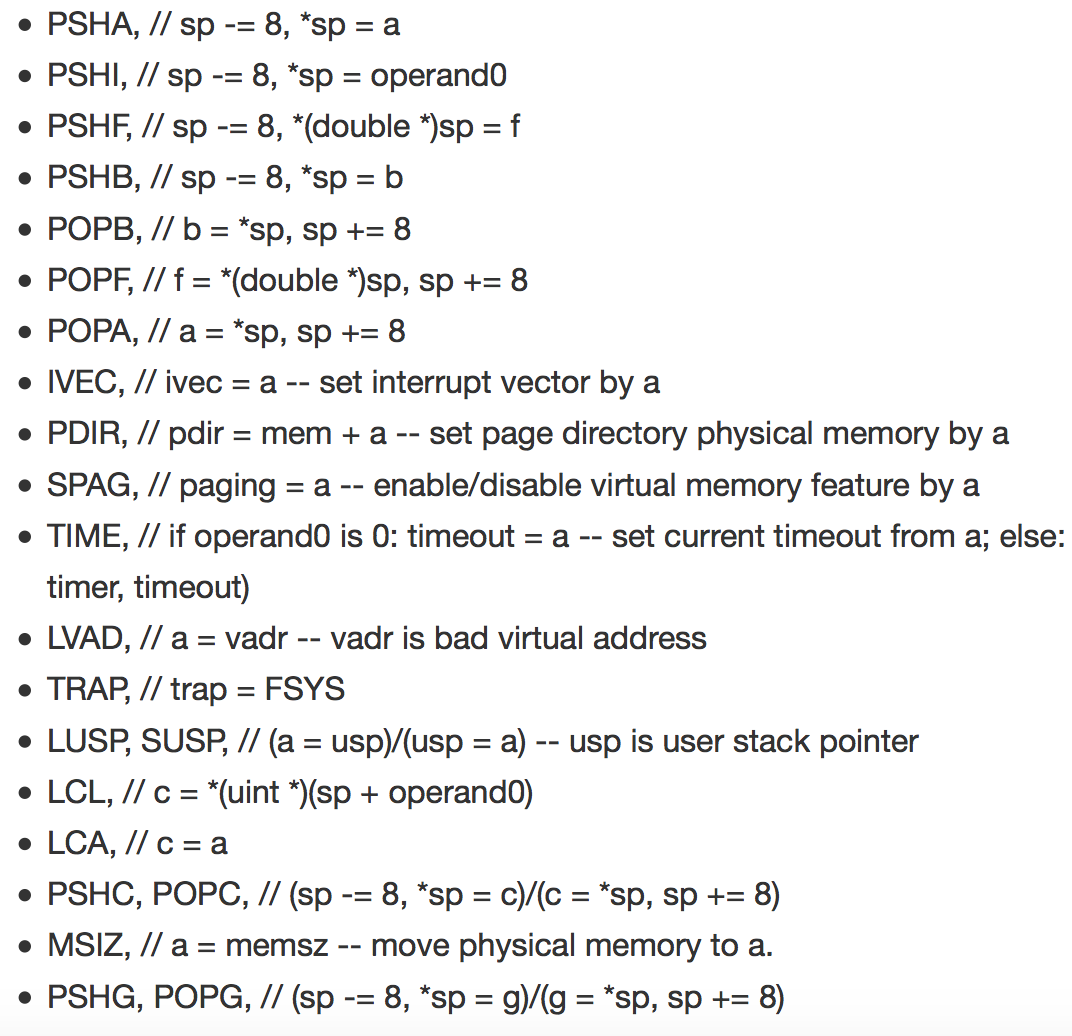 • PSHA, // sp -= 8, *sp = a
• PSHI, // sp -= 8, *sp = operand0
• PSHF, // sp -= 8, *(double *)sp = f
• PSHB, // sp -= 8, *sp = b
• POPB, // b = *sp, sp += 8
• POPF, // f = *(double *)sp, sp += 8
• POPA, // a = *sp, sp += 8
• IVEC, // ivec = a -- set interrupt vector by a
• PDIR, // pdir = mem + a -- set page directory physical memory by a
• SPAG, // paging = a -- enable/disable virtual memory feature by a
• TIME, // if operand0 is 0: timeout = a -- set current timeout from a; else:
timer, timeout)
• LVAD, // a = vadr -- vadr is bad virtual address
• TRAP, // trap = FSYS
• LUSP, SUSP, // (a = usp)/(usp = a) -- usp is user stack pointer
• LCL, // c = *(uint *)(sp + operand0)
• LCA, // c = a
• PSHC, POPC, // (sp -= 8, *sp = c)/(c = *sp, sp += 8)
• MSIZ, // a = memsz -- move physical memory to a.
• PSHG, POPG, // (sp -= 8, *sp = g)/(g = *sp, sp += 8)